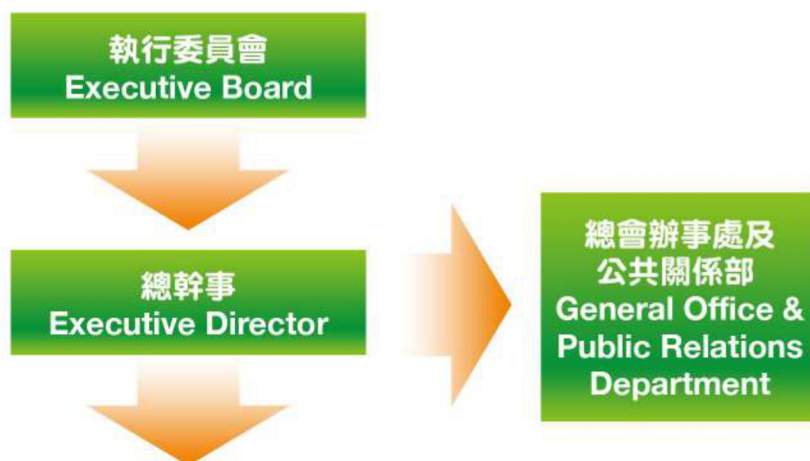 執行委員會
Executive Board
總幹事
Executive Director
總會辦事處及
公共關係部
General Office &
Public Relations
Department